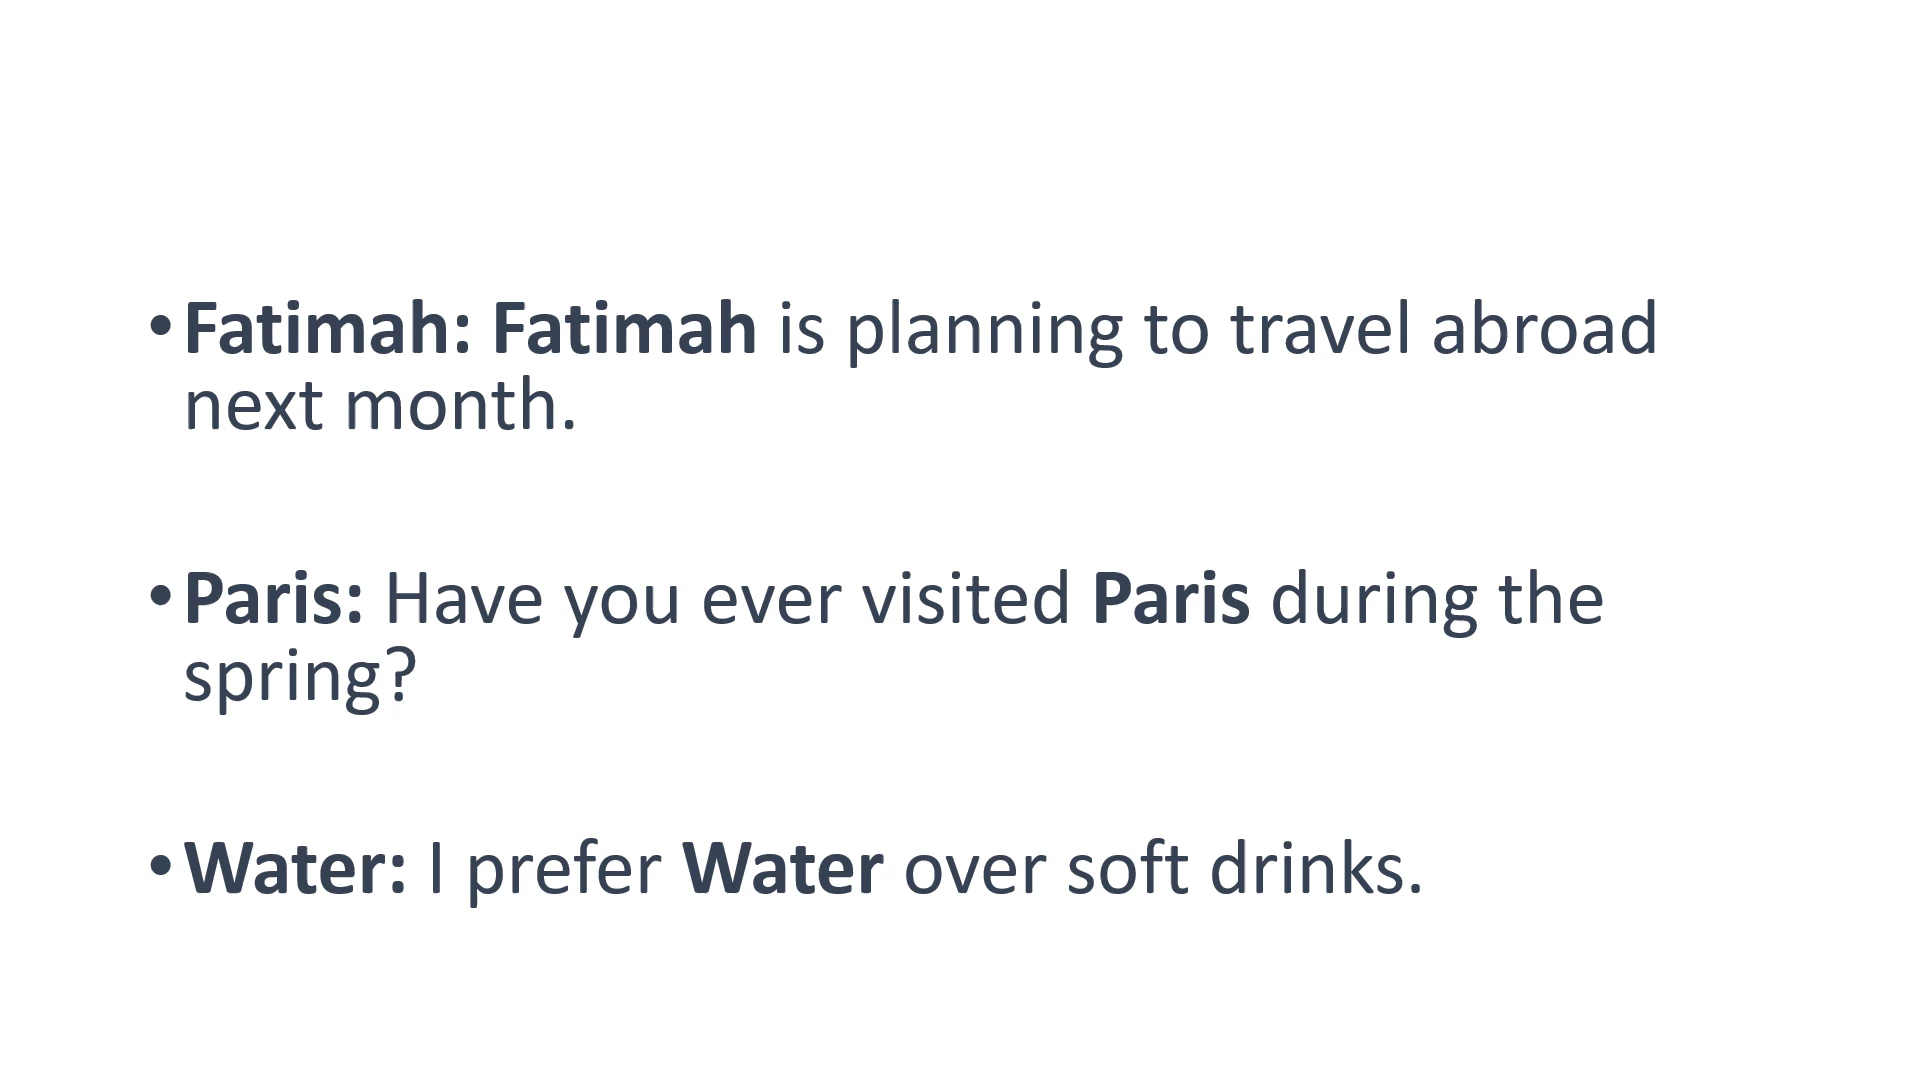 •Fatimah: Fatimah is planning to travel abroad
next month.
•Paris: Have you ever visited Paris during the
spring?
•Water: I prefer Water over soft drinks.